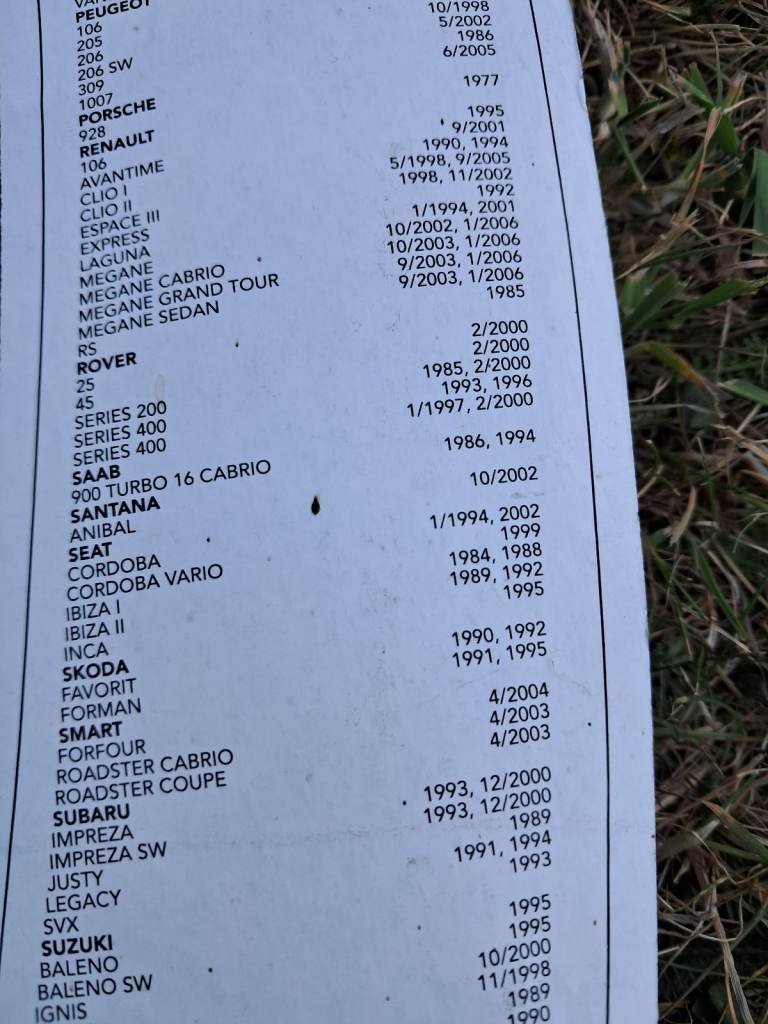 PEUGEOT
106
205
206 10/1998
206 SW 5/2002
309 1986
1007 6/2005
PORSCHE
928 1977
RENAULT
106 1995
AVANTIME 9/2001
CLIO I 1990, 1994
CLIO II 5/1998, 9/2005
ESPACE III 1998, 11/2002
EXPRESS 1992
LAGUNA 1/1994, 2001
MEGANE 10/2002, 1/2006
MEGANE CABRIO 10/2003, 1/2006
MEGANE GRAND TOUR 9/2003, 1/2006
MEGANE SEDAN 9/2003, 1/2006
RS 1985
ROVER
25 2/2000
45 2/2000
SERIES 200 1985, 2/2000
SERIES 400 1993, 1996
SERIES 400 1/1997, 2/2000
SAAB
900 TURBO 16 CABRIO 1986, 1994
SANTANA
ANIBAL 10/2002
SEAT
CORDOBA 1/1994, 2002
CORDOBA VARIO 1999
IBIZA I 1984, 1988
IBIZA II 1989, 1992
INCA 1995
SKODA
FAVORIT 1990, 1992
FORMAN 1991, 1995
SMART
FORFOUR 4/2004
ROADSTER CABRIO 4/2003
ROADSTER COUPE 4/2003
SUBARU
IMPREZA 1993, 12/2000
IMPREZA SW 1993, 12/2000
JUSTY 1989
LEGACY 1991, 1994
SVX 1993
SUZUKI
BALENO 1995
BALENO SW 1995
IGNIS 10/2000
11/1998
1989
1990